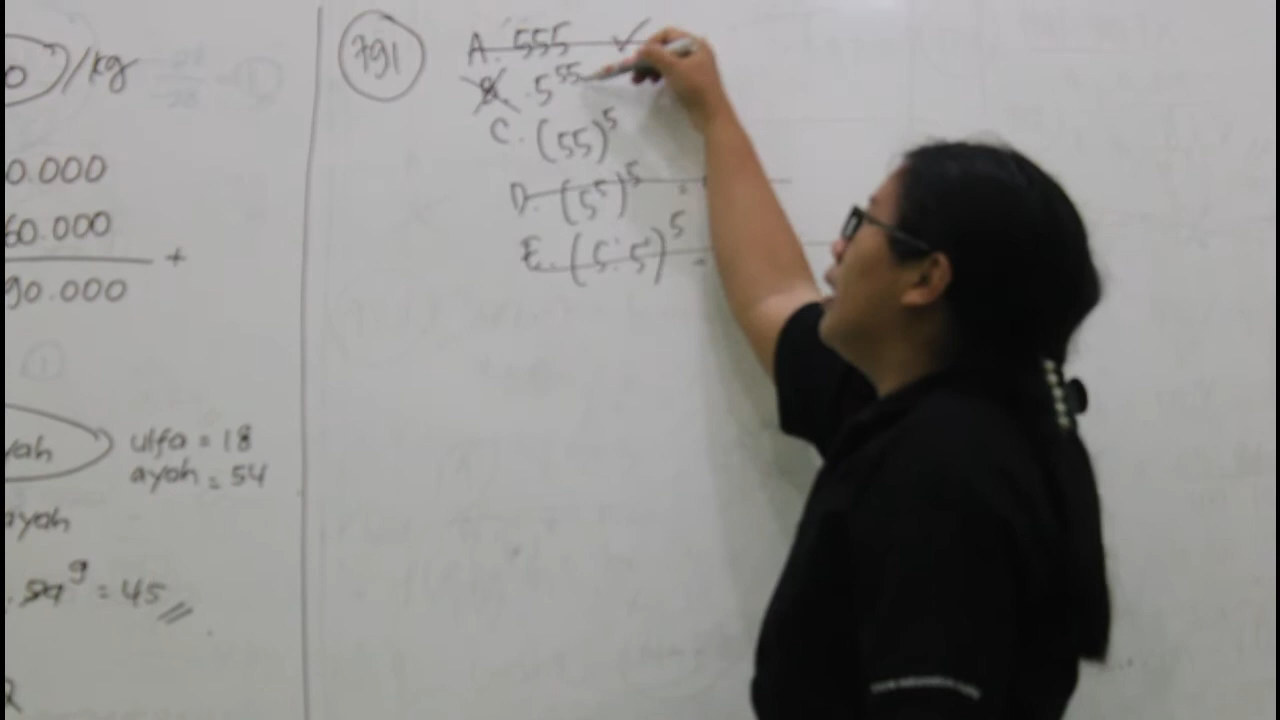 0)/kg
0.000
60.000 +
90.000
yah
ulfa = 18
ayah = 54
ayah
9 = 45
791
A. 555 ✓
B. 5^55
C. (55)^5
D. (5^5)^5
E. (5.5)^5